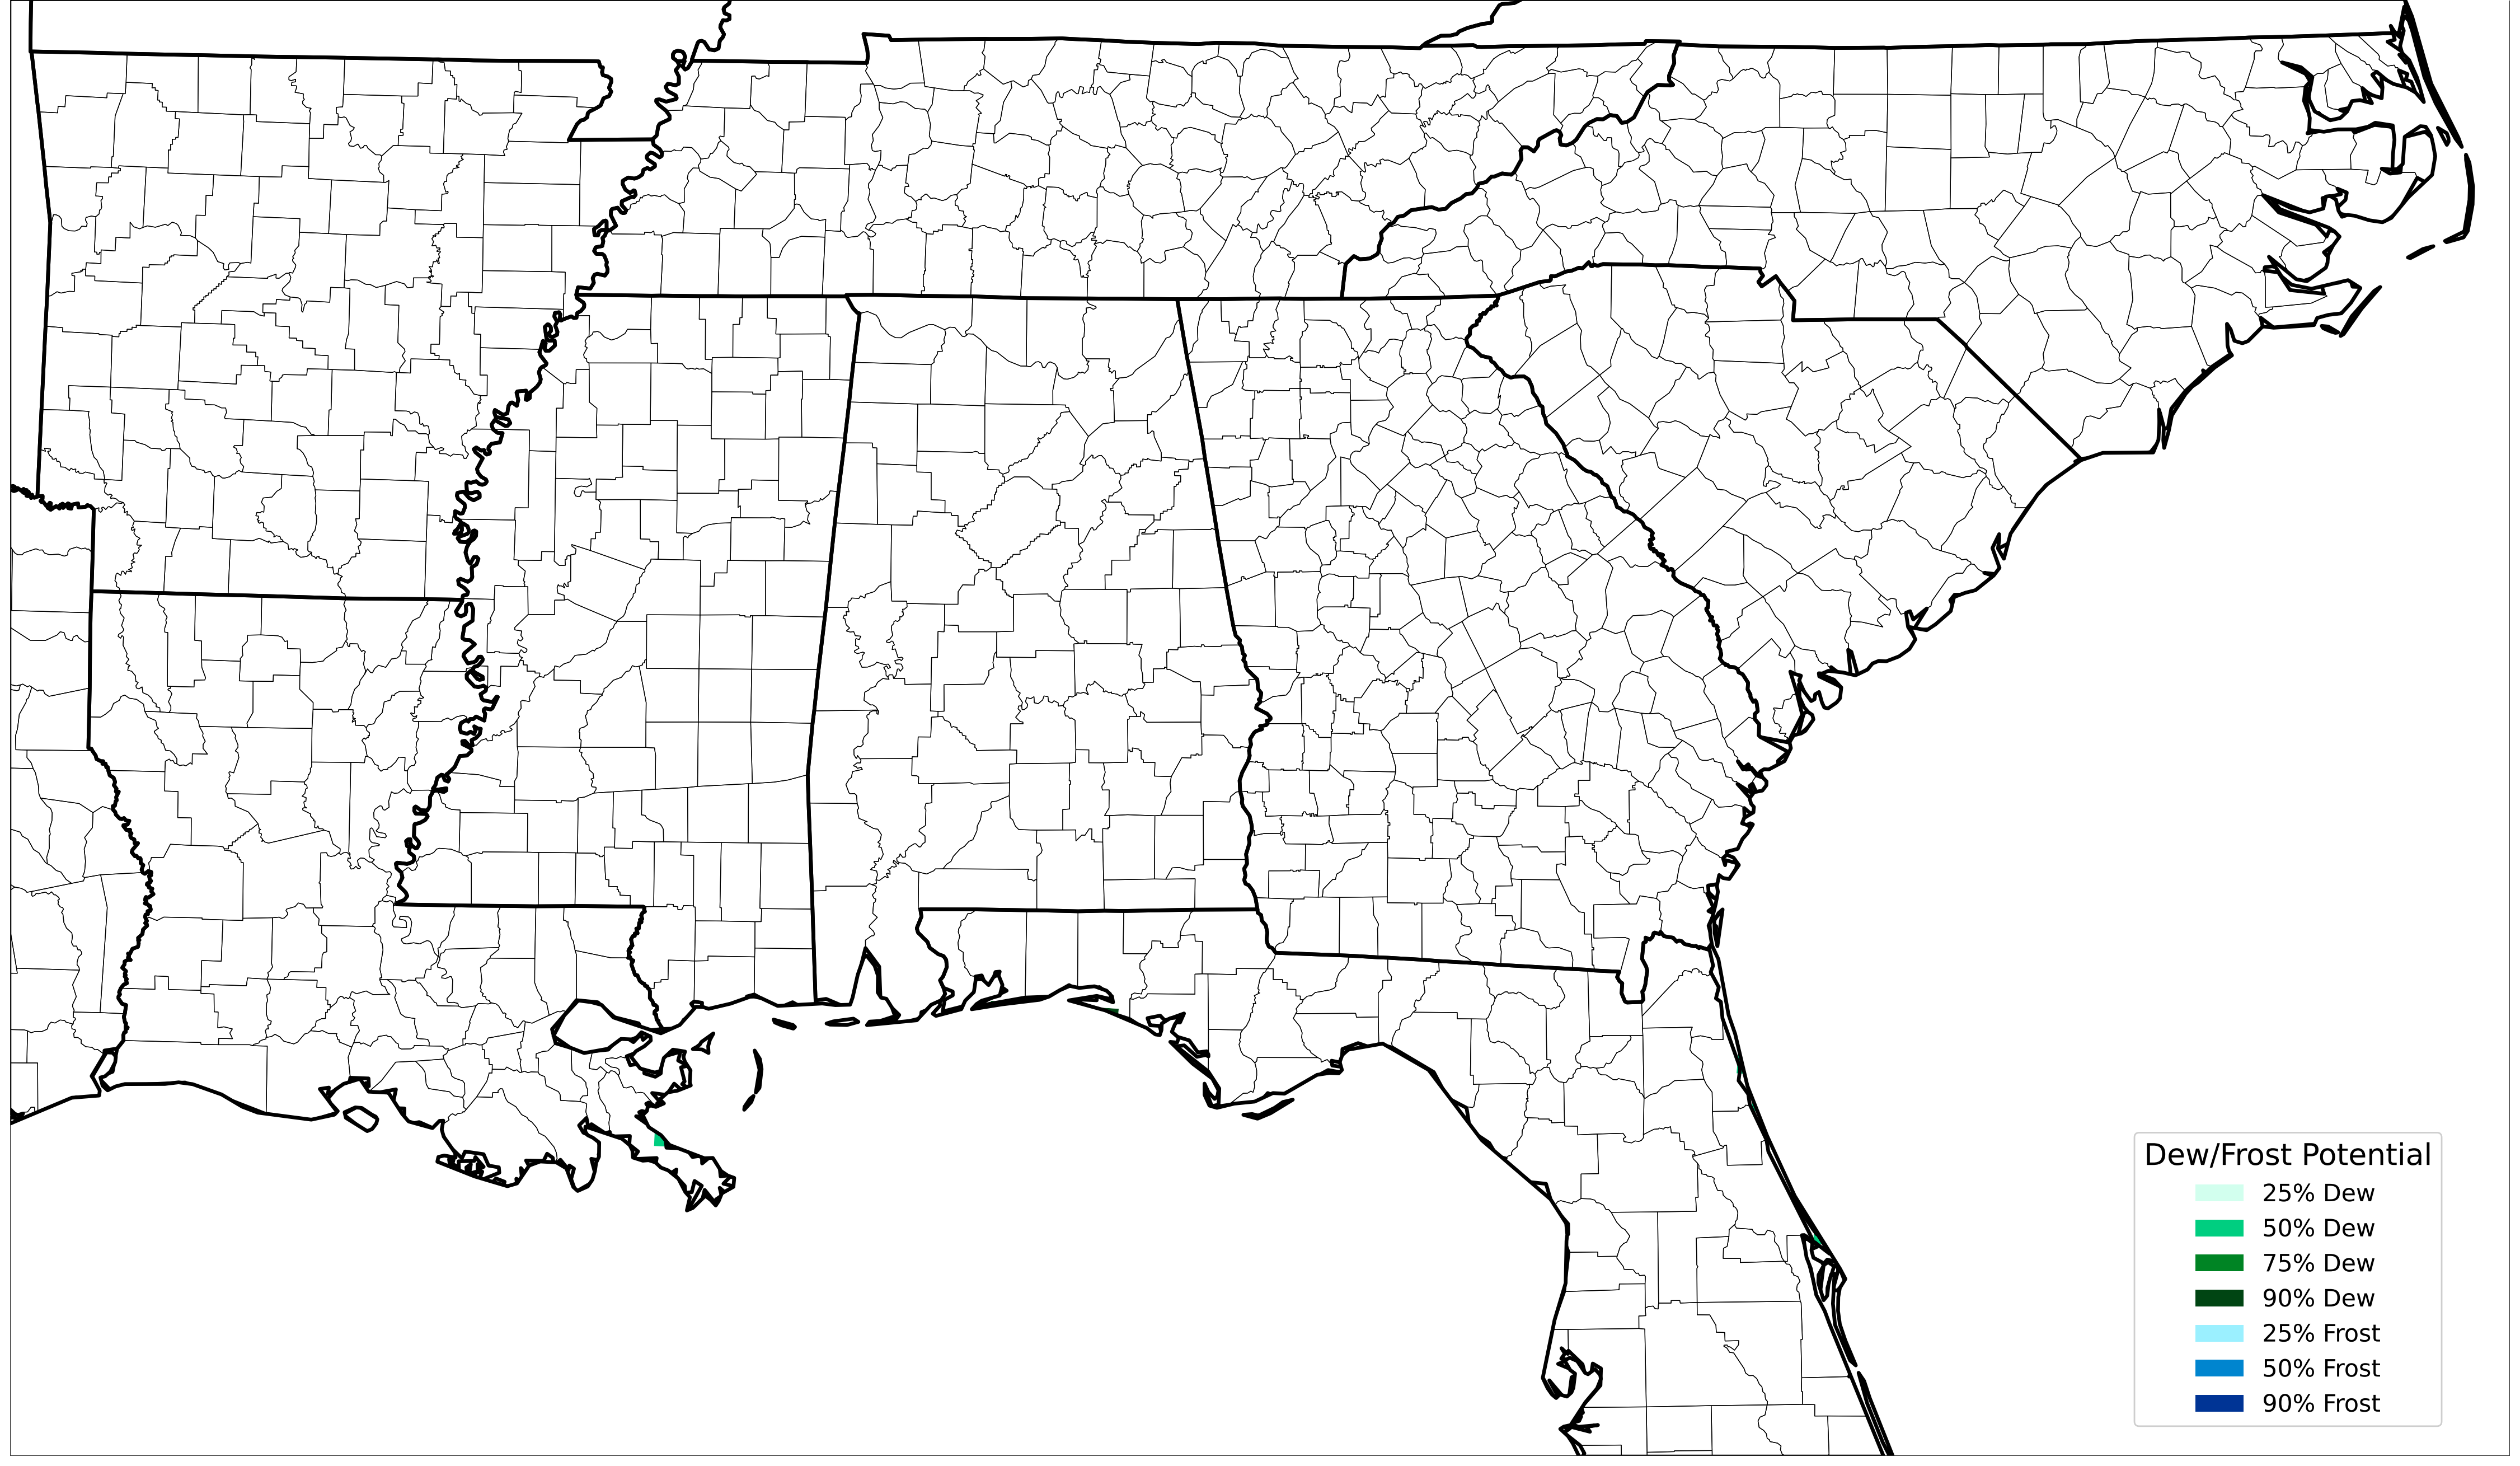 Dew/Frost Potential
25% Dew
50% Dew
75% Dew
90% Dew
25% Frost
50% Frost
90% Frost